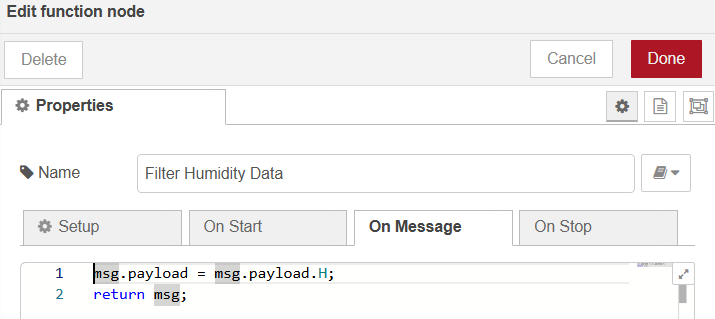 Edit function node
Delete
Cancel
Done
Properties
Name
Filter Humidity Data
Setup
On Start
On Message
On Stop
1 msg.payload = msg.payload.H;
2 return msg;